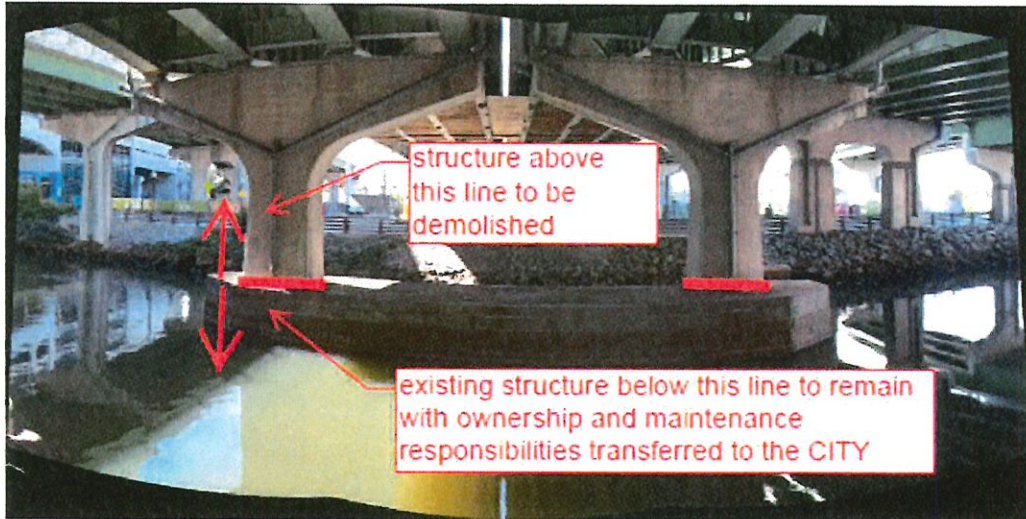 structure above
this line to be
demolished
existing structure below this line to remain
with ownership and maintenance
responsibilities transferred to the CITY